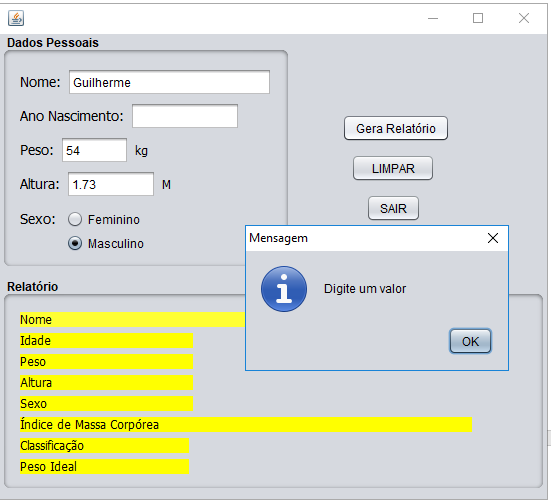 Dados Pessoais
Nome: Guilherme
Ano Nascimento:
Peso: 54 kg
Altura: 1.73 M
Sexo: Feminino
Masculino
Gera Relatório
LIMPAR
SAIR
Mensagem
Digite um valor
OK
Relatório
Nome
Idade
Peso
Altura
Sexo
Índice de Massa Corpórea
Classificação
Peso Ideal